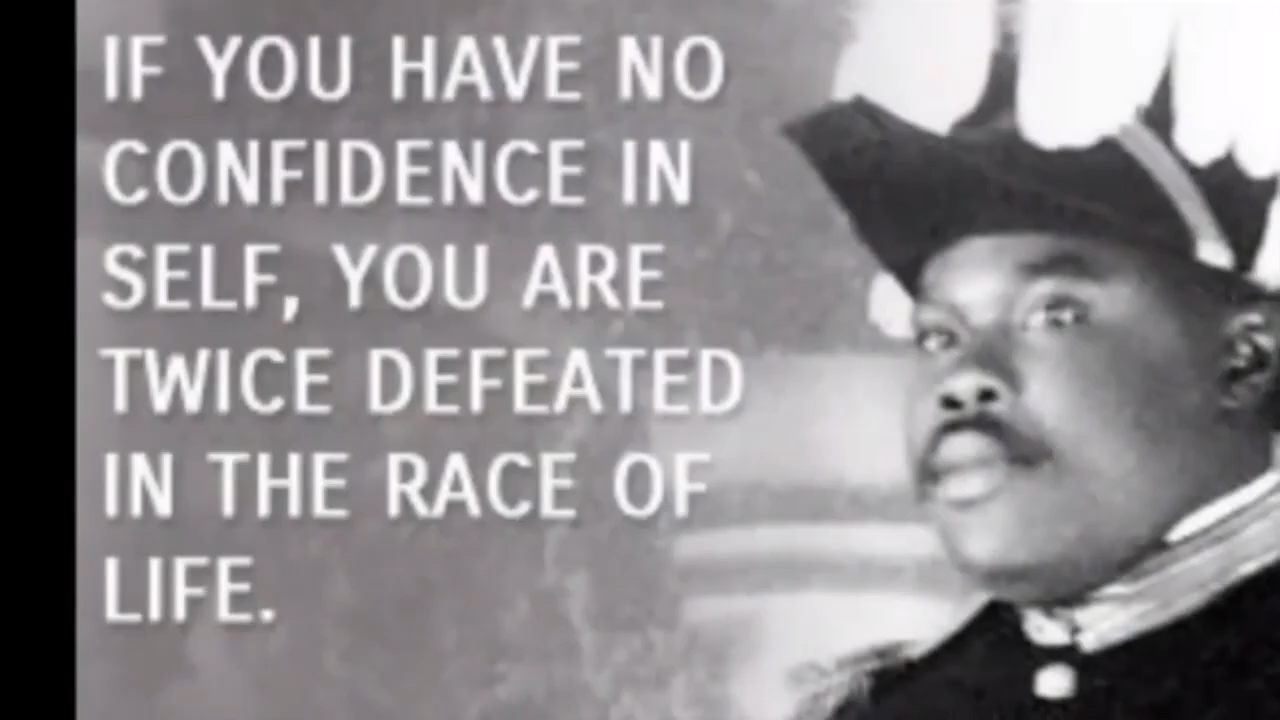 IF YOU HAVE NO
CONFIDENCE IN
SELF, YOU ARE
TWICE DEFEATED
IN THE RACE OF
LIFE.